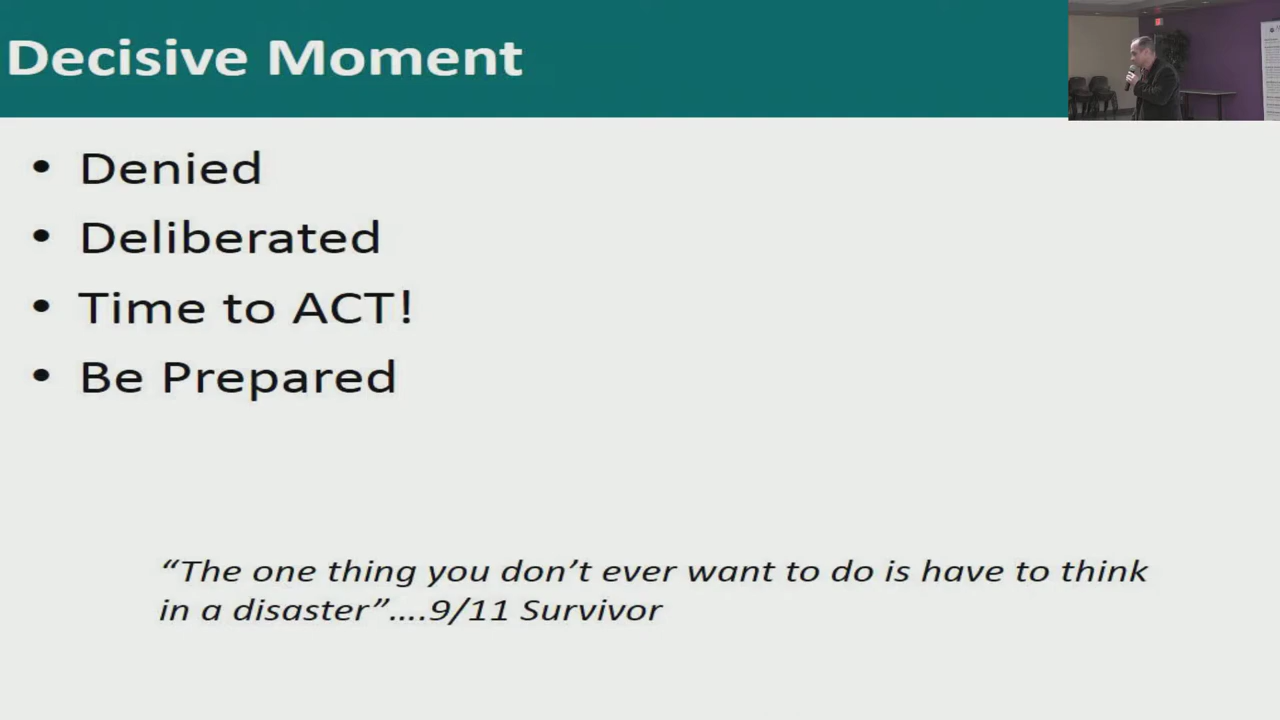 Decisive Moment
• Denied
• Deliberated
• Time to ACT!
• Be Prepared
“The one thing you don’t ever want to do is have to think
in a disaster”....9/11 Survivor